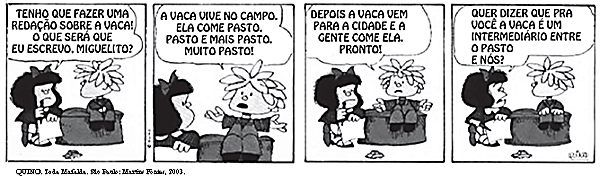 TENHO QUE FAZER UMA
REDAÇÃO SOBRE A VACA!
O QUE SERÁ QUE
EU ESCREVO, MIGUELITO?
A VACA VIVE NO CAMPO.
ELA COME PASTO.
PASTO E MAIS PASTO.
MUITO PASTO!
DEPOIS A VACA VEM
PARA A CIDADE E A
GENTE COME ELA.
PRONTO!
QUER DIZER QUE PRA
VOCÊ A VACA É UM
INTERMEDIÁRIO ENTRE
O PASTO
E NÓS?
QUINO. Toda Mafalda. São Paulo: Martins Fontes, 2003.